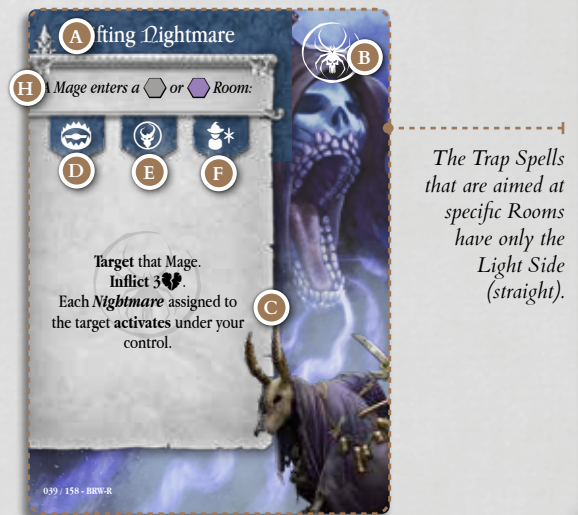 A
ifting Nightmare
B
H
A Mage enters a or Room:
D
E
F
Target that Mage.
Inflict 3.
Each Nightmare assigned to
the target activates under your
control.
C
039 / 158 - BRW-R
The Trap Spells
that are aimed at
specific Rooms
have only the
Light Side
(straight).